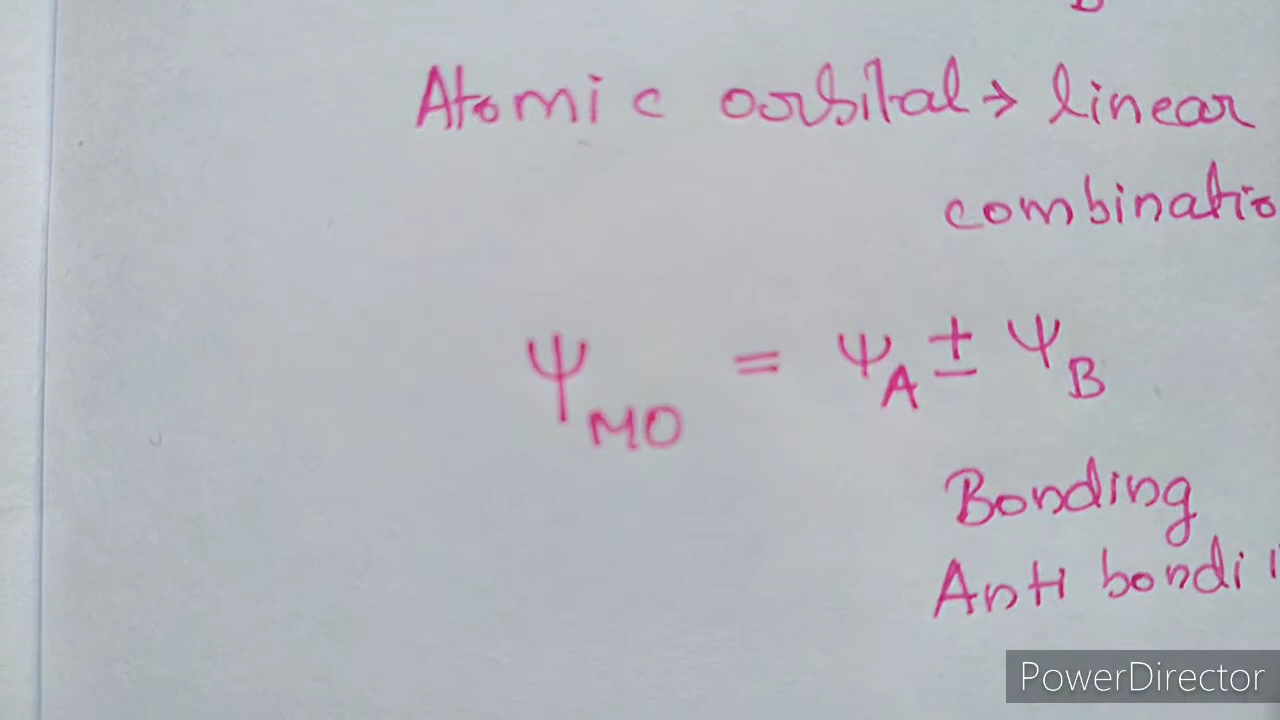 Atomic orbital → linear
combinatio
Ψ_MO = Ψ_A ± Ψ_B
Bonding
Anti bondi
PowerDirector